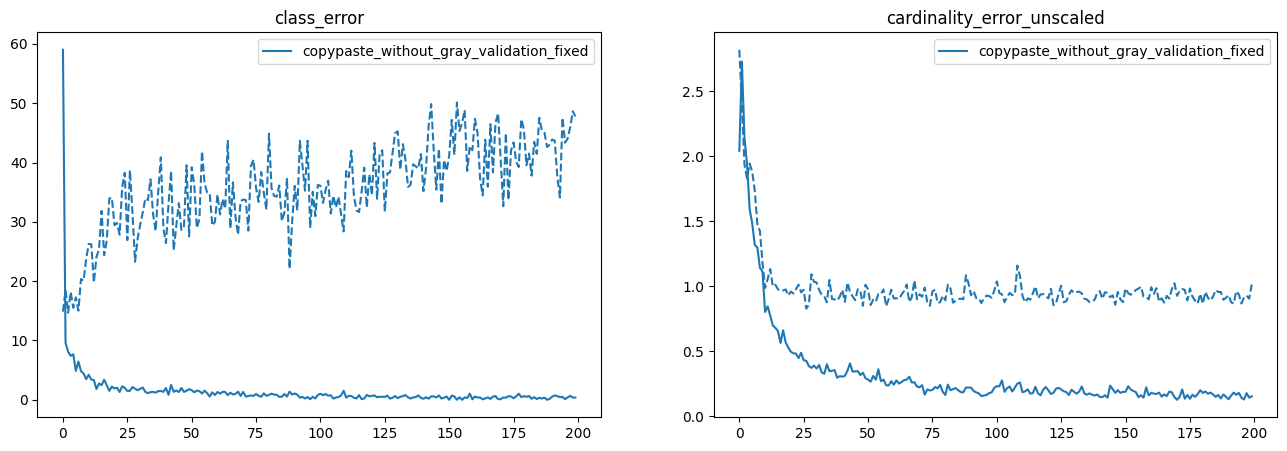 class_error
copypaste_without_gray_validation_fixed
60
50
40
30
20
10
0
0 25 50 75 100 125 150 175 200
cardinality_error_unscaled
copypaste_without_gray_validation_fixed
2.5
2.0
1.5
1.0
0.5
0.0
0 25 50 75 100 125 150 175 200